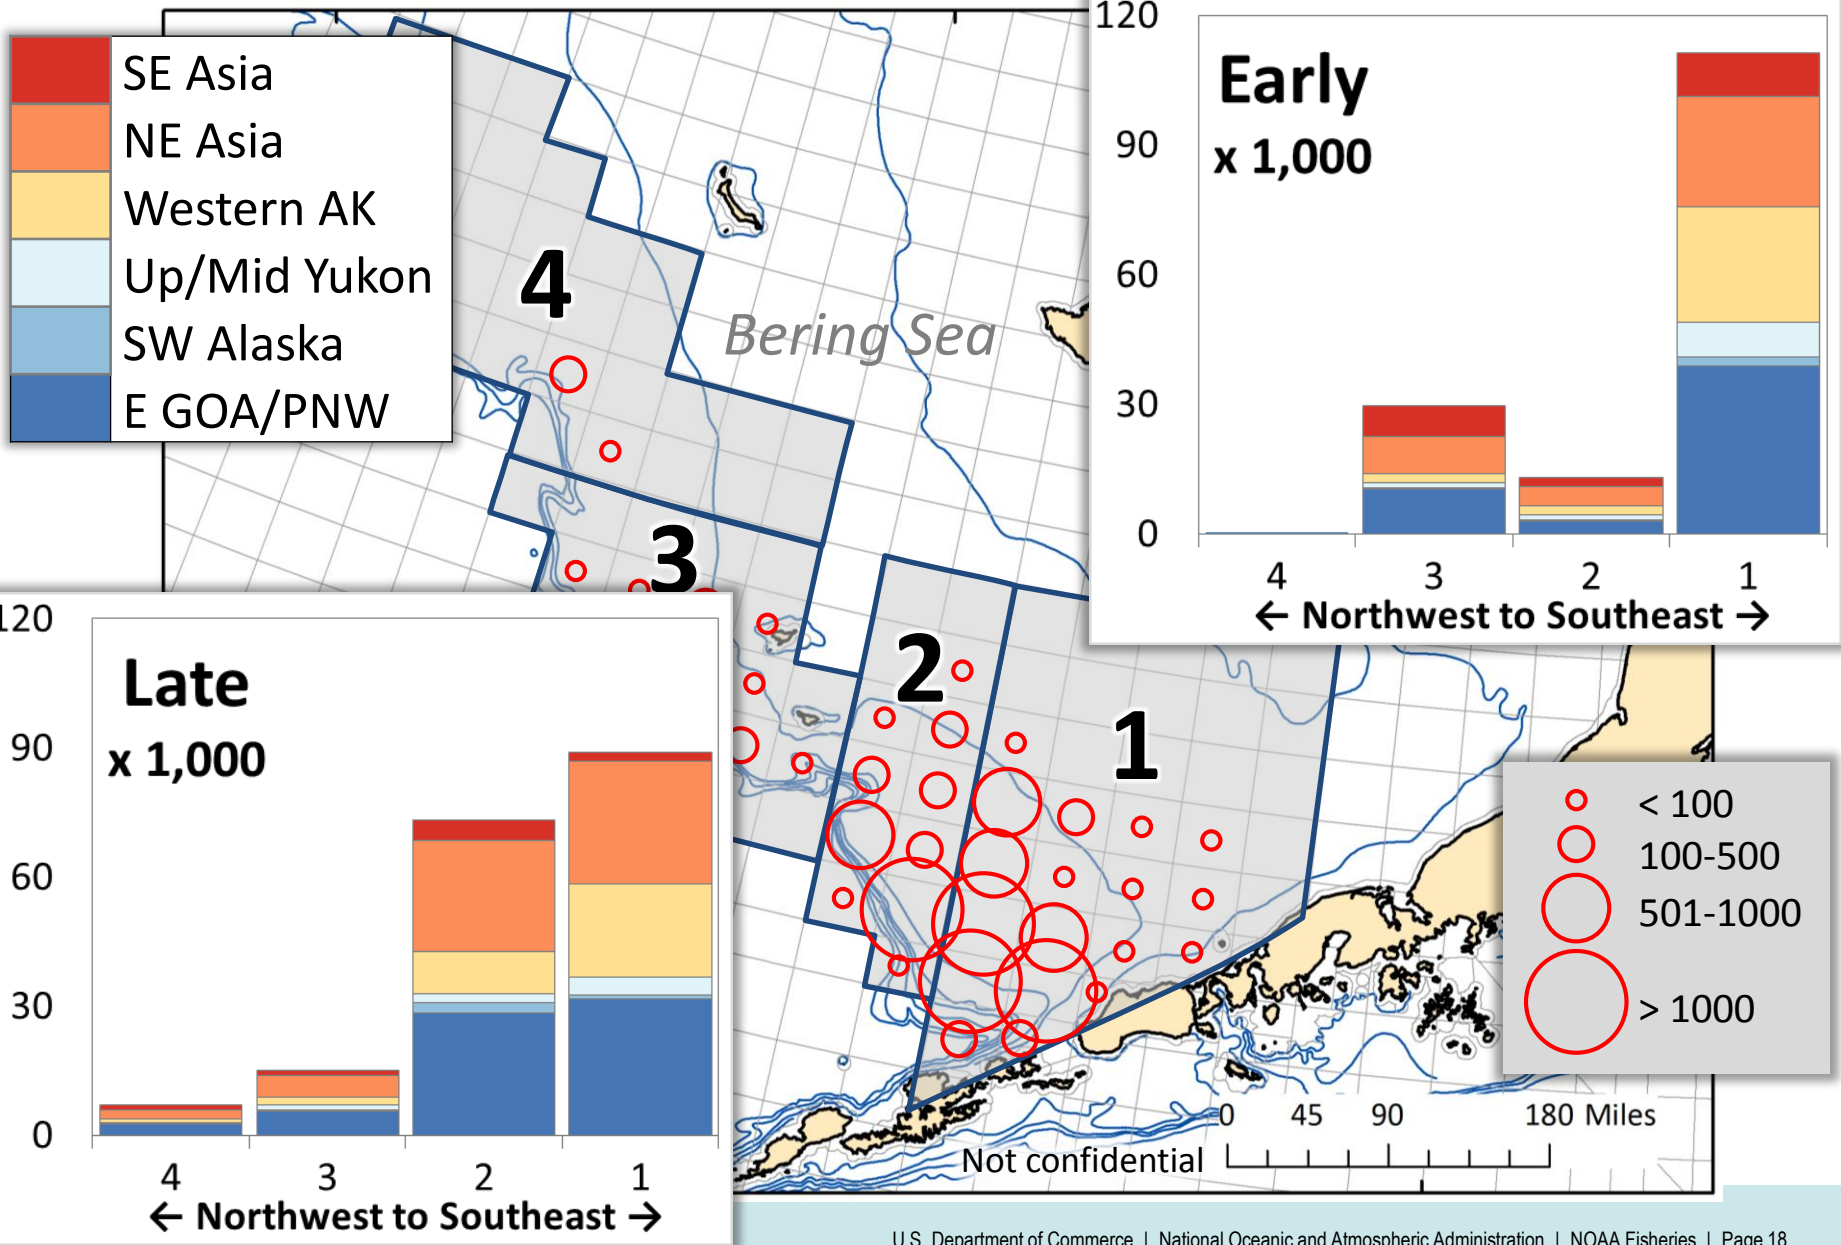 SE Asia
NE Asia
Western AK
Up/Mid Yukon
SW Alaska
E GOA/PNW
120
90
60
30
0
Early
x 1,000
4 3 2 1
← Northwest to Southeast →
4
Bering Sea
3
2
1
120
90
60
30
0
Late
x 1,000
4 3 2 1
← Northwest to Southeast →
< 100
100-500
501-1000
> 1000
0 45 90 180 Miles
Not confidential
U.S. Department of Commerce | National Oceanic and Atmospheric Administration | NOAA Fisheries | Page 18